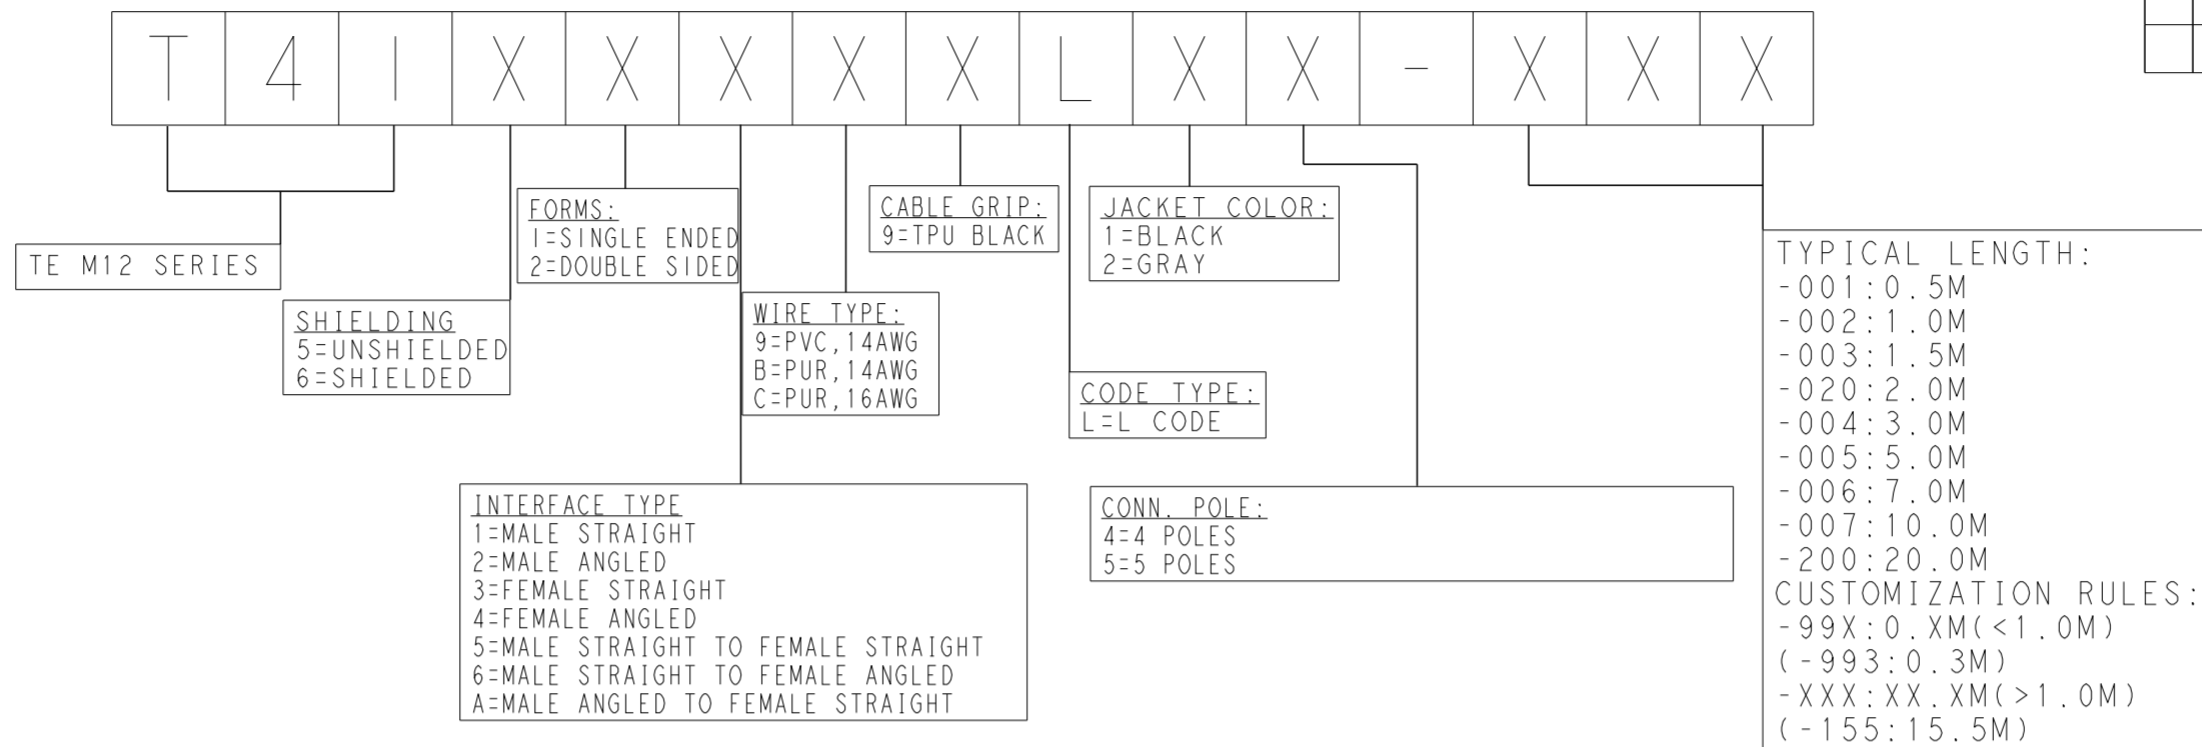 T 4 1 X X X X X L X X - X X X
TE M12 SERIES
SHIELDING
5=UNSHIELDED
6=SHIELDED
FORMS:
1=SINGLE ENDED
2=DOUBLE SIDED
INTERFACE TYPE
1=MALE STRAIGHT
2=MALE ANGLED
3=FEMALE STRAIGHT
4=FEMALE ANGLED
5=MALE STRAIGHT TO FEMALE STRAIGHT
6=MALE STRAIGHT TO FEMALE ANGLED
A=MALE ANGLED TO FEMALE STRAIGHT
WIRE TYPE:
9=PVC,14AWG
B=PUR,14AWG
C=PUR,16AWG
CABLE GRIP:
9=TPU BLACK
CODE TYPE:
L=L CODE
JACKET COLOR:
1=BLACK
2=GRAY
CONN. POLE:
4=4 POLES
5=5 POLES
TYPICAL LENGTH:
-001:0.5M
-002:1.0M
-003:1.5M
-020:2.0M
-004:3.0M
-005:5.0M
-006:7.0M
-007:10.0M
-200:20.0M
CUSTOMIZATION RULES:
-99X:0.XM(<1.0M)
(-993:0.3M)
-XXX:XX.XM(>1.0M)
(-155:15.5M)